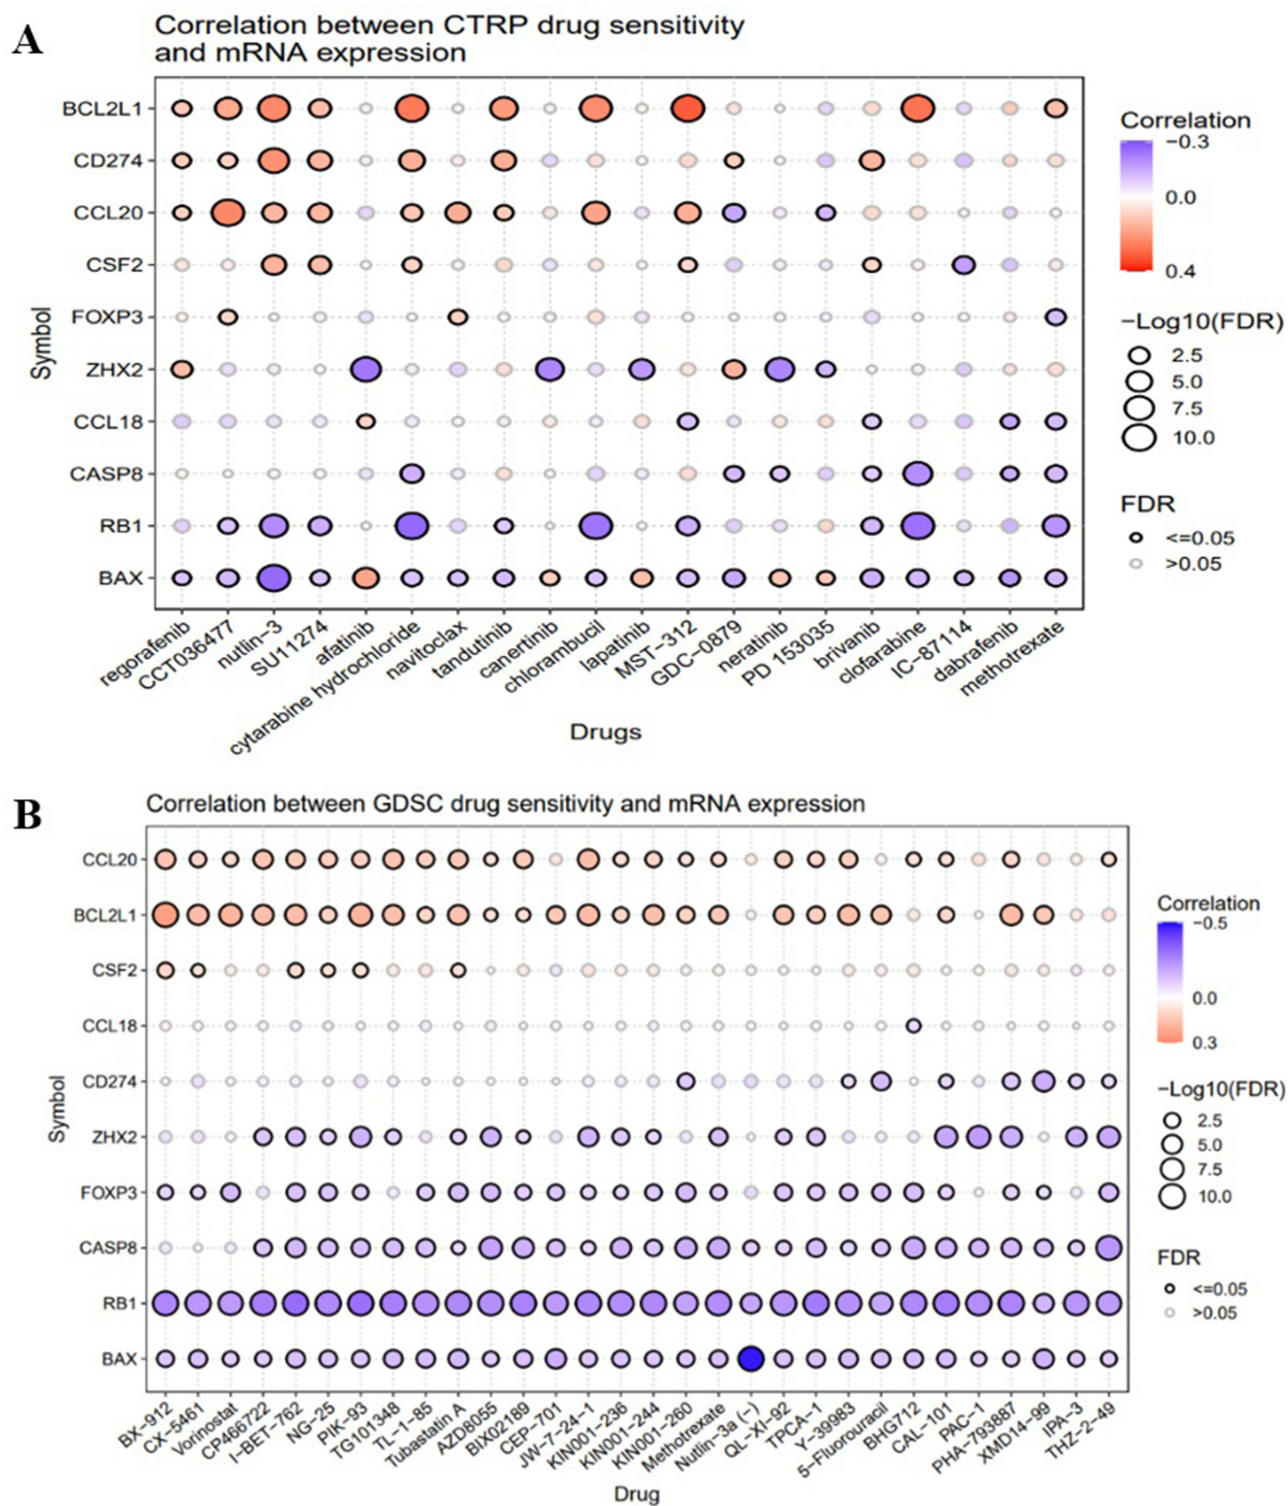 A
Correlation between CTRP drug sensitivity
and mRNA expression
BCL2L1
CD274
CCL20
CSF2
FOXP3
ZHX2
CCL18
CASP8
RB1
BAX
Symbol
regorafenib
CCT036477
nutlin-3
SU11274
afatinib
cytarabine hydrochloride
navitoclax
tandutinib
canertinib
chlorambucil
lapatinib
MST-312
GDC-0879
neratinib
PD 153035
brivanib
clofarabine
IC-87114
dabrafenib
methotrexate
Drugs
Correlation
-0.3
0.0
0.4
-Log10(FDR)
2.5
5.0
7.5
10.0
FDR
<=0.05
>0.05
B
Correlation between GDSC drug sensitivity and mRNA expression
CCL20
BCL2L1
CSF2
CCL18
CD274
ZHX2
FOXP3
CASP8
RB1
BAX
Symbol
BX-912
CX-5461
Vorinostat
CP466722
I-BET-762
NG-25
PIK-93
TG101348
TL-1-85
Tubastatin A
AZD8055
BIX02189
CEP-701
JW-7-24-1
KIN001-236
KIN001-244
KIN001-260
Methotrexate
Nutlin-3a (-)
QL-XI-92
TPCA-1
Y-39983
5-Fluorouracil
BHG712
CAL-101
PAC-1
PHA-793887
XMD14-99
IPA-3
THZ-2-49
Drug
Correlation
-0.5
0.0
0.3
-Log10(FDR)
2.5
5.0
7.5
10.0
FDR
<=0.05
>0.05